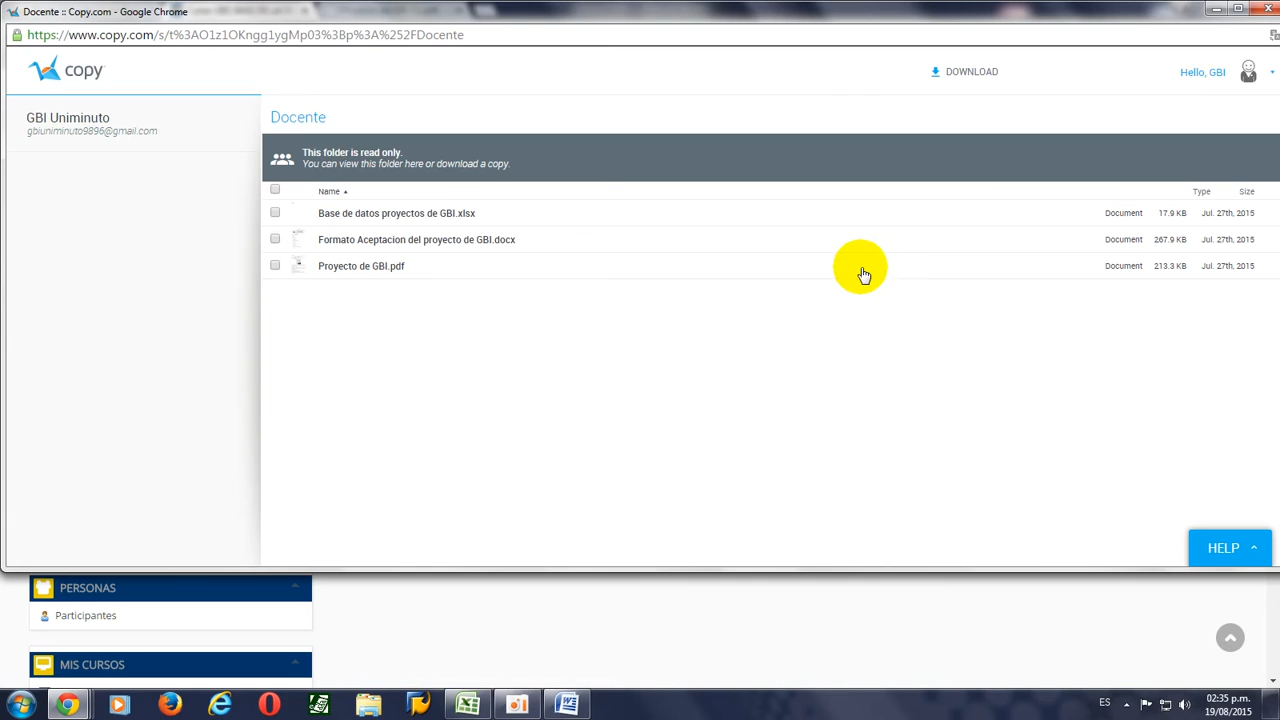 Docente :: Copy.com - Google Chrome
https://www.copy.com/s/t%3AO1z1OKngg1ygMp03%3Bp%3A%252FDocente
copy
DOWNLOAD
Hello, GBI
GBI Uniminuto
gbiuniminuto9896@gmail.com
Docente
This folder is read only.
You can view this folder here or download a copy.
Name Type Size
Base de datos proyectos de GBI.xlsx Document 17.9 KB Jul. 27th, 2015
Formato Aceptacion del proyecto de GBI.docx Document 267.9 KB Jul. 27th, 2015
Proyecto de GBI.pdf Document 213.3 KB Jul. 27th, 2015
HELP
PERSONAS
Participantes
MIS CURSOS
ES 02:35 p.m.
19/08/2015